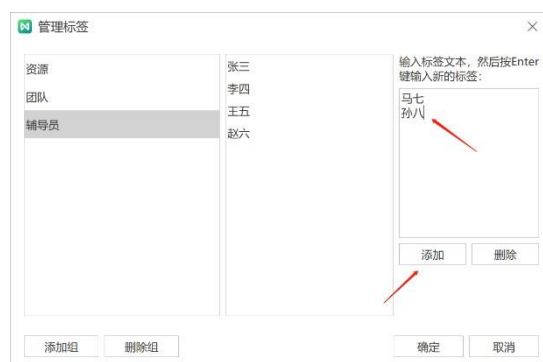 管理标签
资源
团队
辅导员
张三
李四
王五
赵六
输入标签文本，然后按Enter
键输入新的标签：
马七
孙八
添加
删除
添加组
删除组
确定
取消